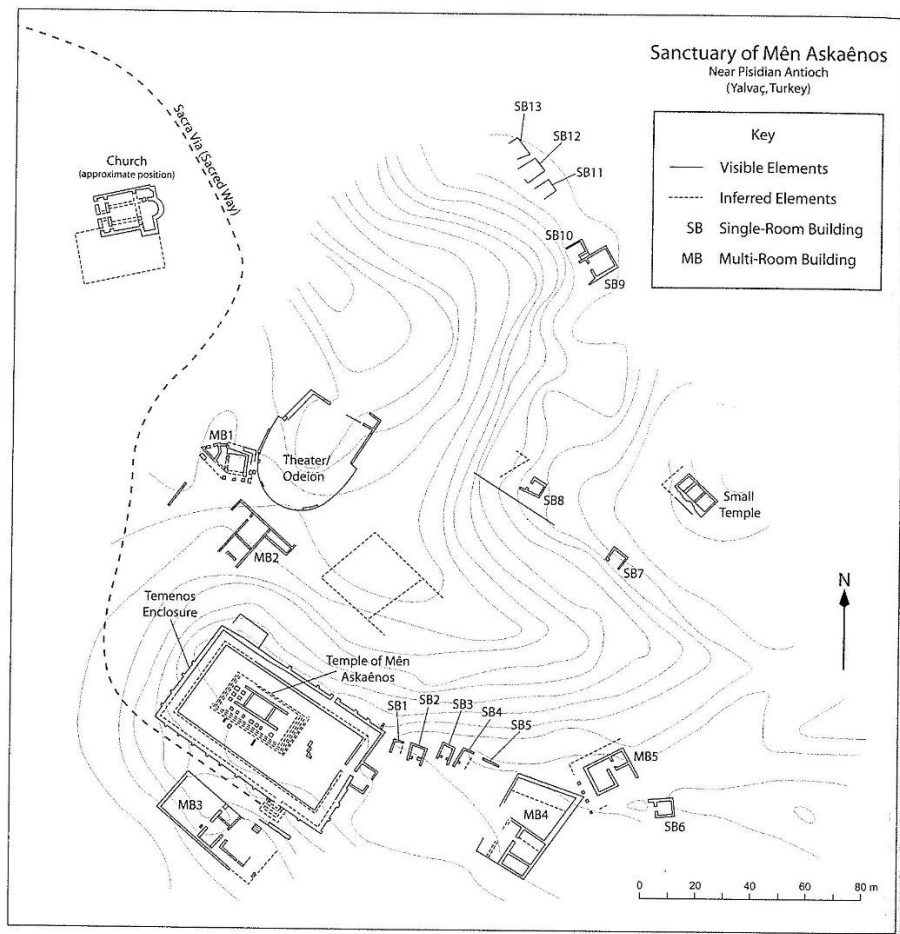 Sanctuary of Mên Askaênos
Near Pisidian Antioch
(Yalvaç, Turkey)
Key
Visible Elements
Inferred Elements
SB Single-Room Building
MB Multi-Room Building
Sacra Via (Sacred Way)
Church
(approximate position)
SB13
SB12
SB11
SB10
SB9
MB1
Theater/
Odeion
SB8
Small
Temple
MB2
SB7
N
Temenos
Enclosure
Temple of Mên
Askaênos
SB1
SB2
SB3
SB4
SB5
MB5
MB3
MB4
SB6
0 20 40 60 80 m